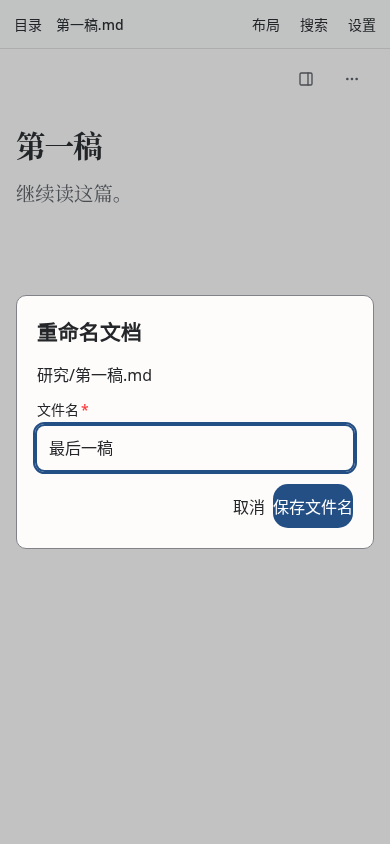 目录 第一稿.md 布局 搜索 设置
第一稿
继续读这篇。
重命名文档
研究/第一稿.md
文件名 *
最后一稿
取消 保存文件名